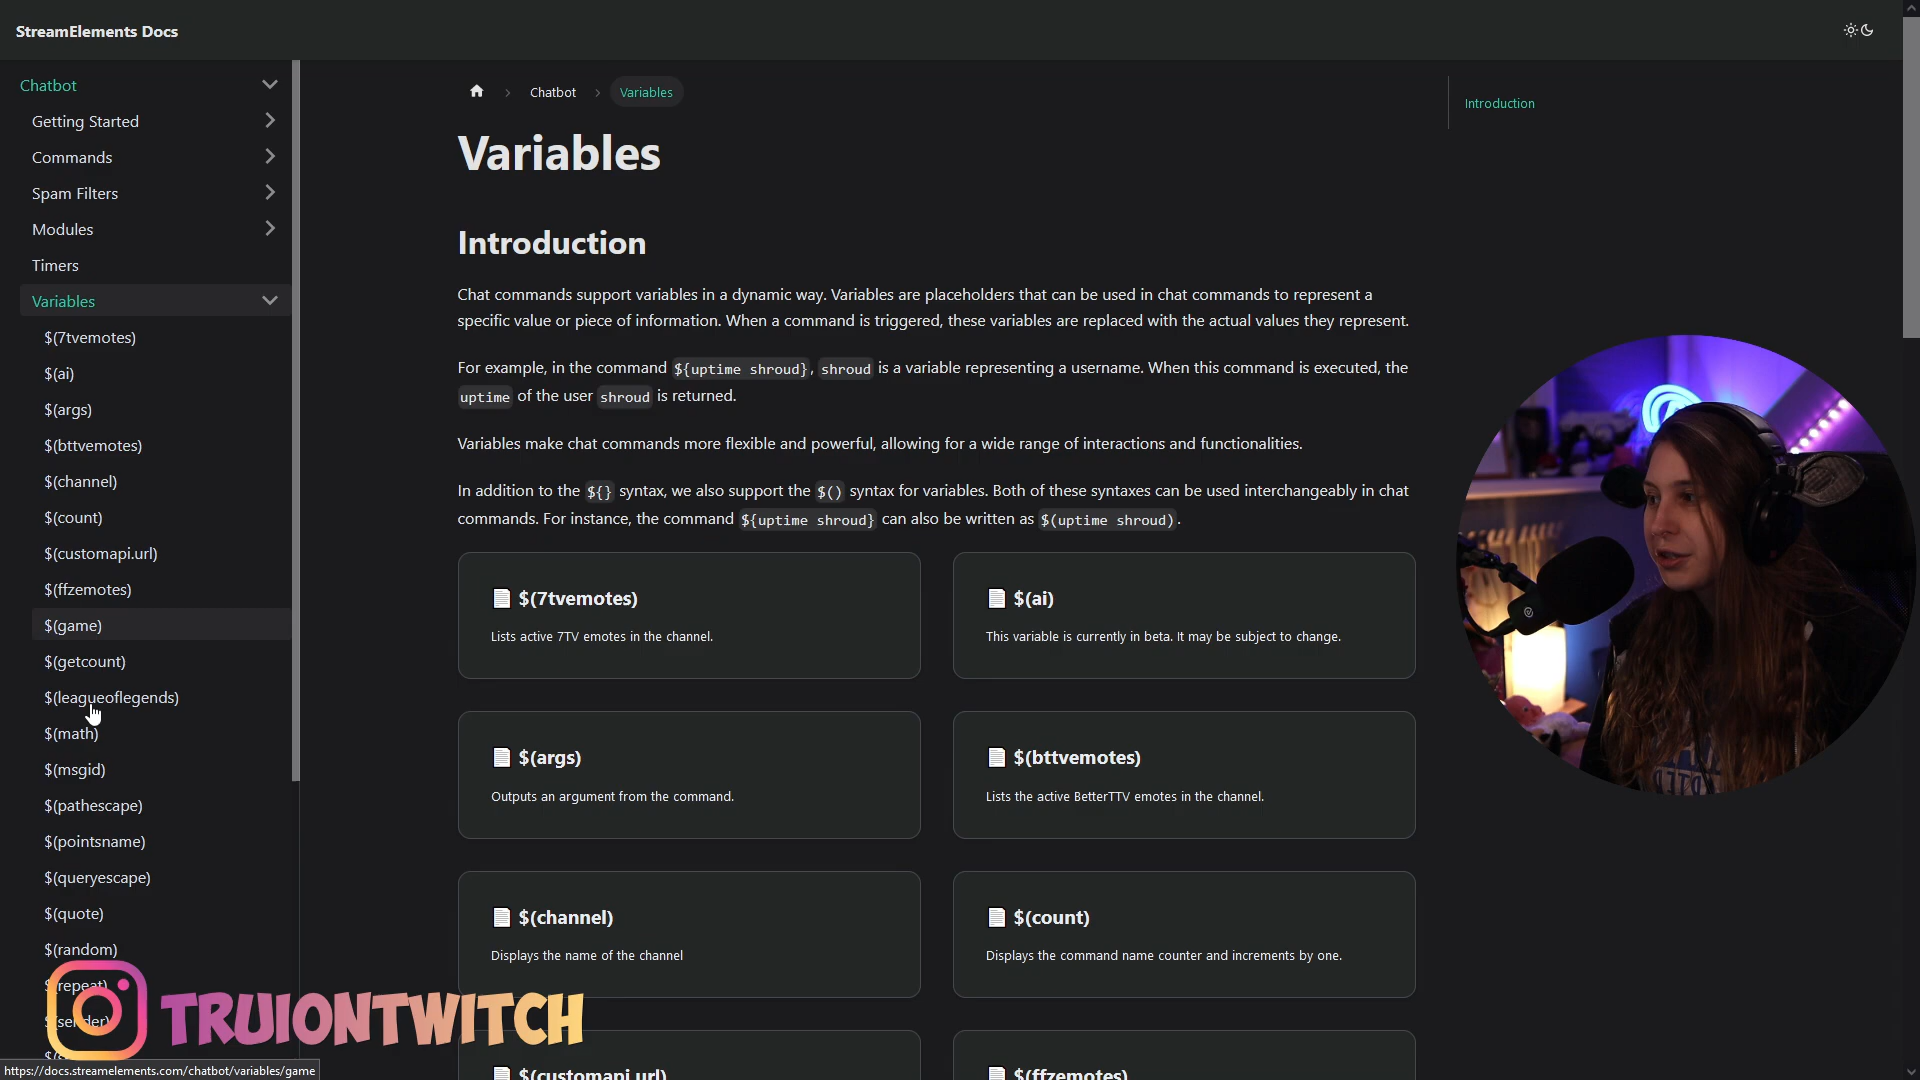 StreamElements Docs
Chatbot
Getting Started
Commands
Spam Filters
Modules
Timers
Variables
$(7tvemotes)
$(ai)
$(args)
$(bttvemotes)
$(channel)
$(count)
$(customapi.url)
$(ffzemotes)
$(game)
$(getcount)
$(leagueoflegends)
$(math)
$(msgid)
$(pathescape)
$(pointsname)
$(queryescape)
$(quote)
$(random)
$(repeat)
$(sender)
TRUIONTWITCH
https://docs.streamelements.com/chatbot/variables/game
Chatbot
Variables
Variables
Introduction
Chat commands support variables in a dynamic way. Variables are placeholders that can be used in chat commands to represent a
specific value or piece of information. When a command is triggered, these variables are replaced with the actual values they represent.
For example, in the command ${uptime shroud}, shroud is a variable representing a username. When this command is executed, the
uptime of the user shroud is returned.
Variables make chat commands more flexible and powerful, allowing for a wide range of interactions and functionalities.
In addition to the ${} syntax, we also support the $() syntax for variables. Both of these syntaxes can be used interchangeably in chat
commands. For instance, the command ${uptime shroud} can also be written as $(uptime shroud).
$(7tvemotes)
Lists active 7TV emotes in the channel.
$(ai)
This variable is currently in beta. It may be subject to change.
$(args)
Outputs an argument from the command.
$(bttvemotes)
Lists the active BetterTTV emotes in the channel.
$(channel)
Displays the name of the channel
$(count)
Displays the command name counter and increments by one.
$(customapi.url)
$(ffzemotes)
Introduction